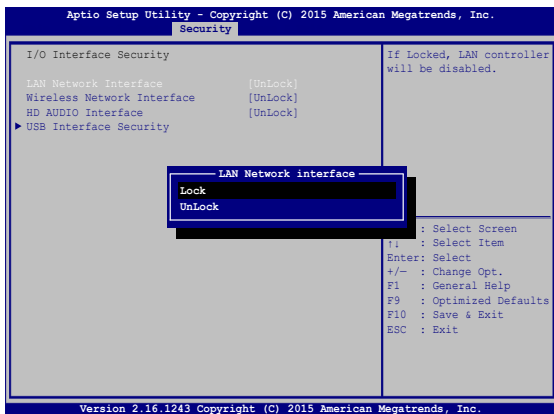 Aptio Setup Utility - Copyright (C) 2015 American Megatrends, Inc.
Security
I/O Interface Security
LAN Network Interface [UnLock]
Wireless Network Interface [UnLock]
HD AUDIO Interface [UnLock]
USB Interface Security
If Locked, LAN controller
will be disabled.
LAN Network interface
Lock
UnLock
: Select Screen
↑↓ : Select Item
Enter: Select
+/— : Change Opt.
F1 : General Help
F9 : Optimized Defaults
F10 : Save & Exit
ESC : Exit
Version 2.16.1243 Copyright (C) 2015 American Megatrends, Inc.